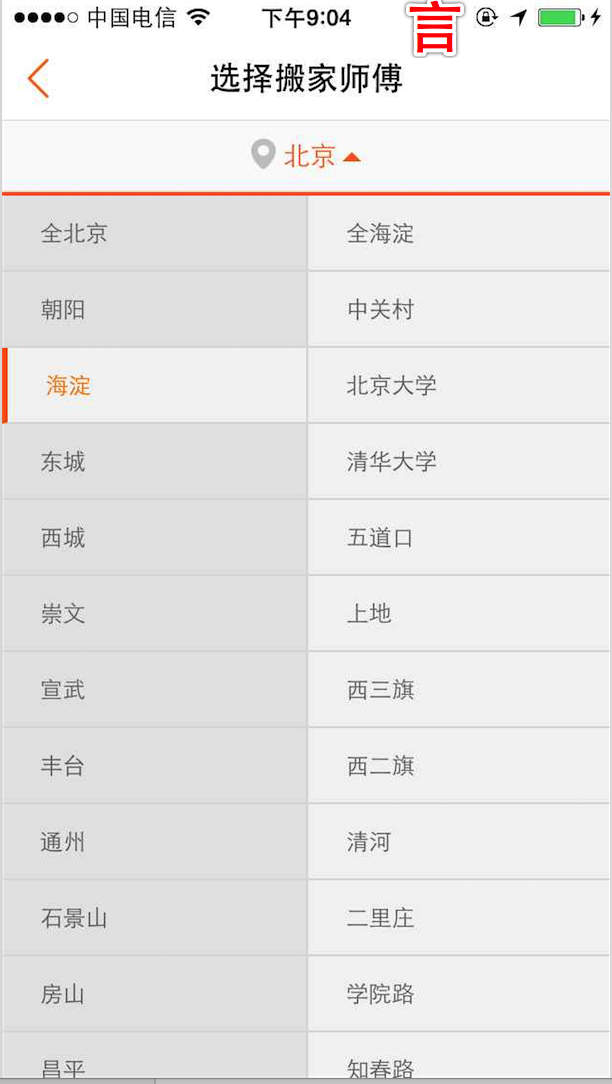 中国电信 下午9:04 言
选择搬家师傅
北京
全北京 全海淀
朝阳 中关村
海淀 北京大学
东城 清华大学
西城 五道口
崇文 上地
宣武 西三旗
丰台 西二旗
通州 清河
石景山 二里庄
房山 学院路
昌平 知春路